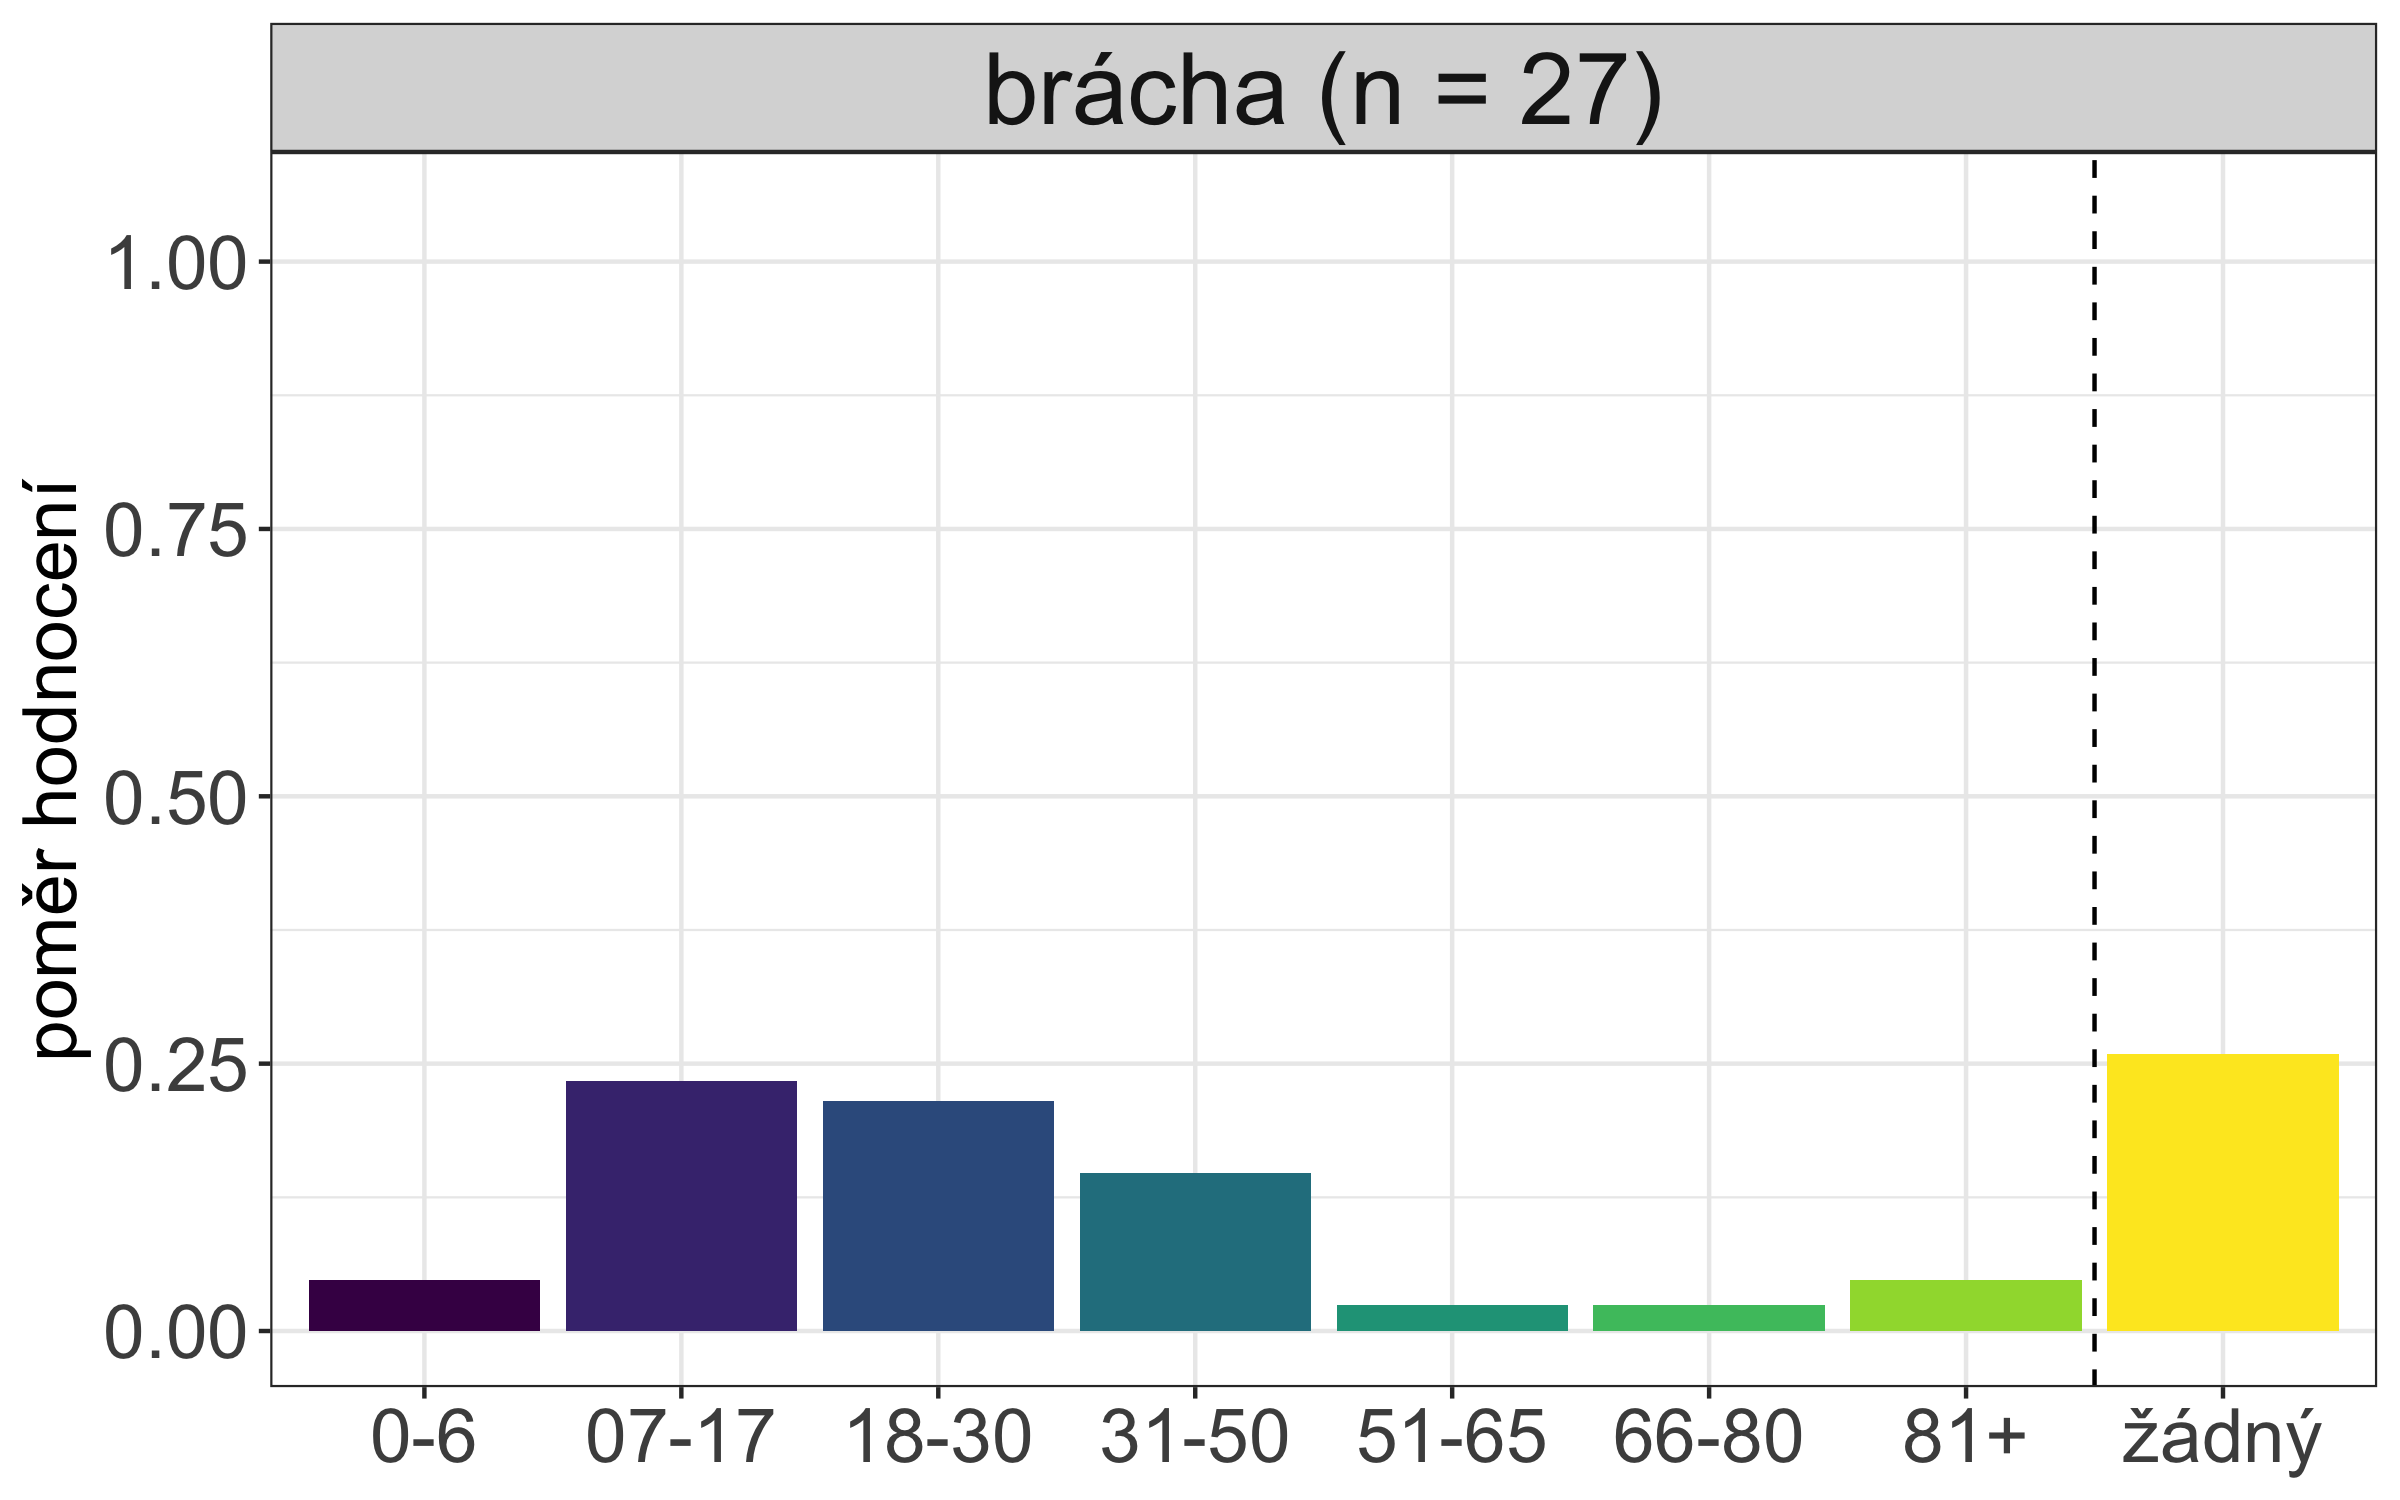 brácha (n = 27)
poměr hodnocení
1.00
0.75
0.50
0.25
0.00
0-6 07-17 18-30 31-50 51-65 66-80 81+ žádný